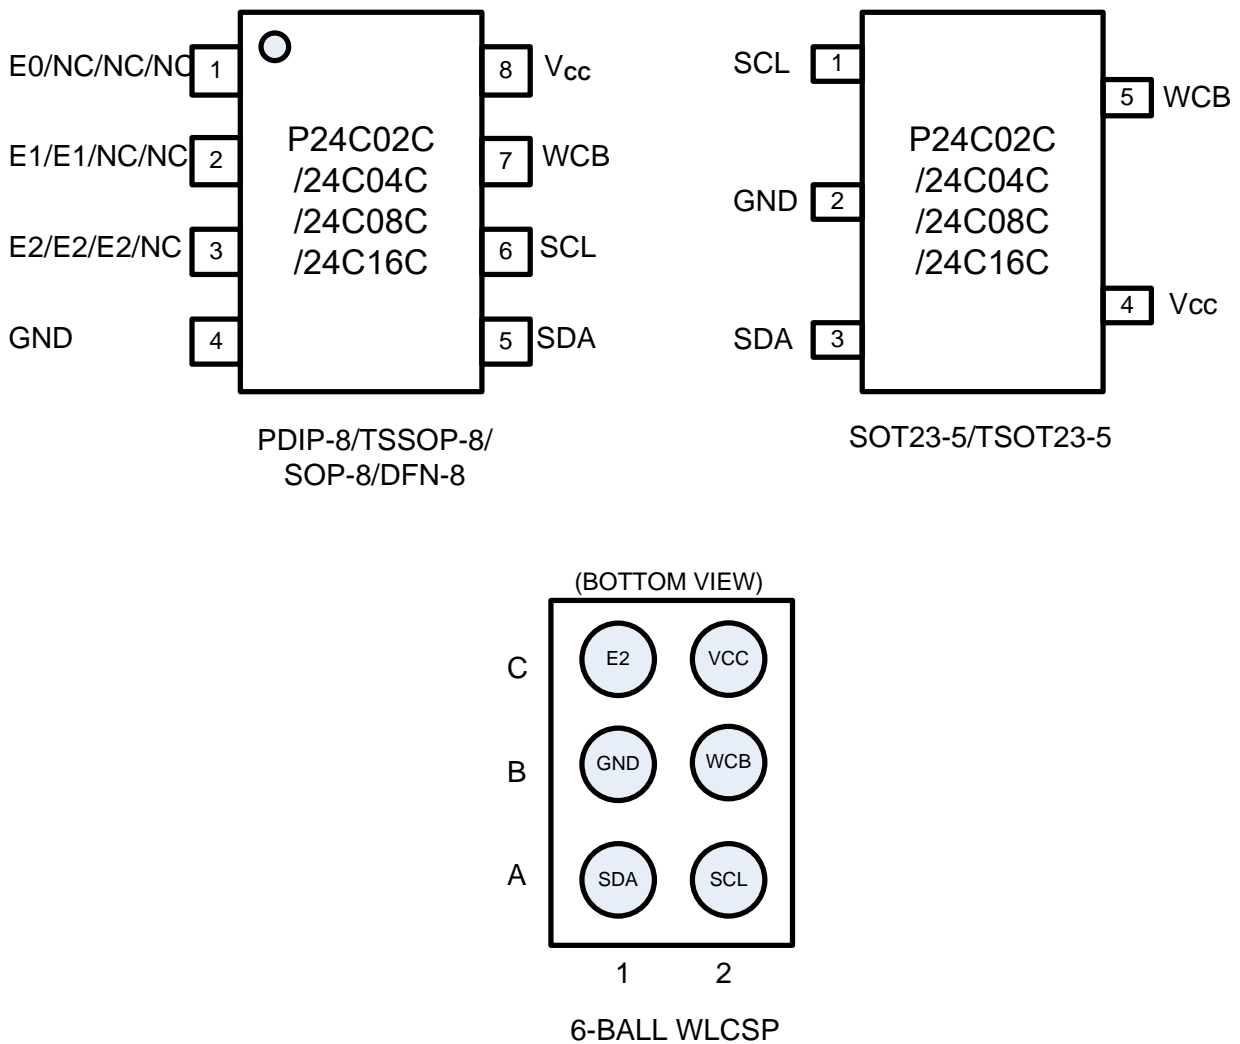 E0/NC/NC/NC 1
8 Vcc
E1/E1/NC/NC 2
7 WCB
E2/E2/E2/NC 3
6 SCL
GND 4
5 SDA
P24C02C
/24C04C
/24C08C
/24C16C
PDIP-8/TSSOP-8/
SOP-8/DFN-8
SCL 1
5 WCB
GND 2
4 Vcc
SDA 3
P24C02C
/24C04C
/24C08C
/24C16C
SOT23-5/TSOT23-5
(BOTTOM VIEW)
C E2 VCC
B GND WCB
A SDA SCL
1 2
6-BALL WLCSP